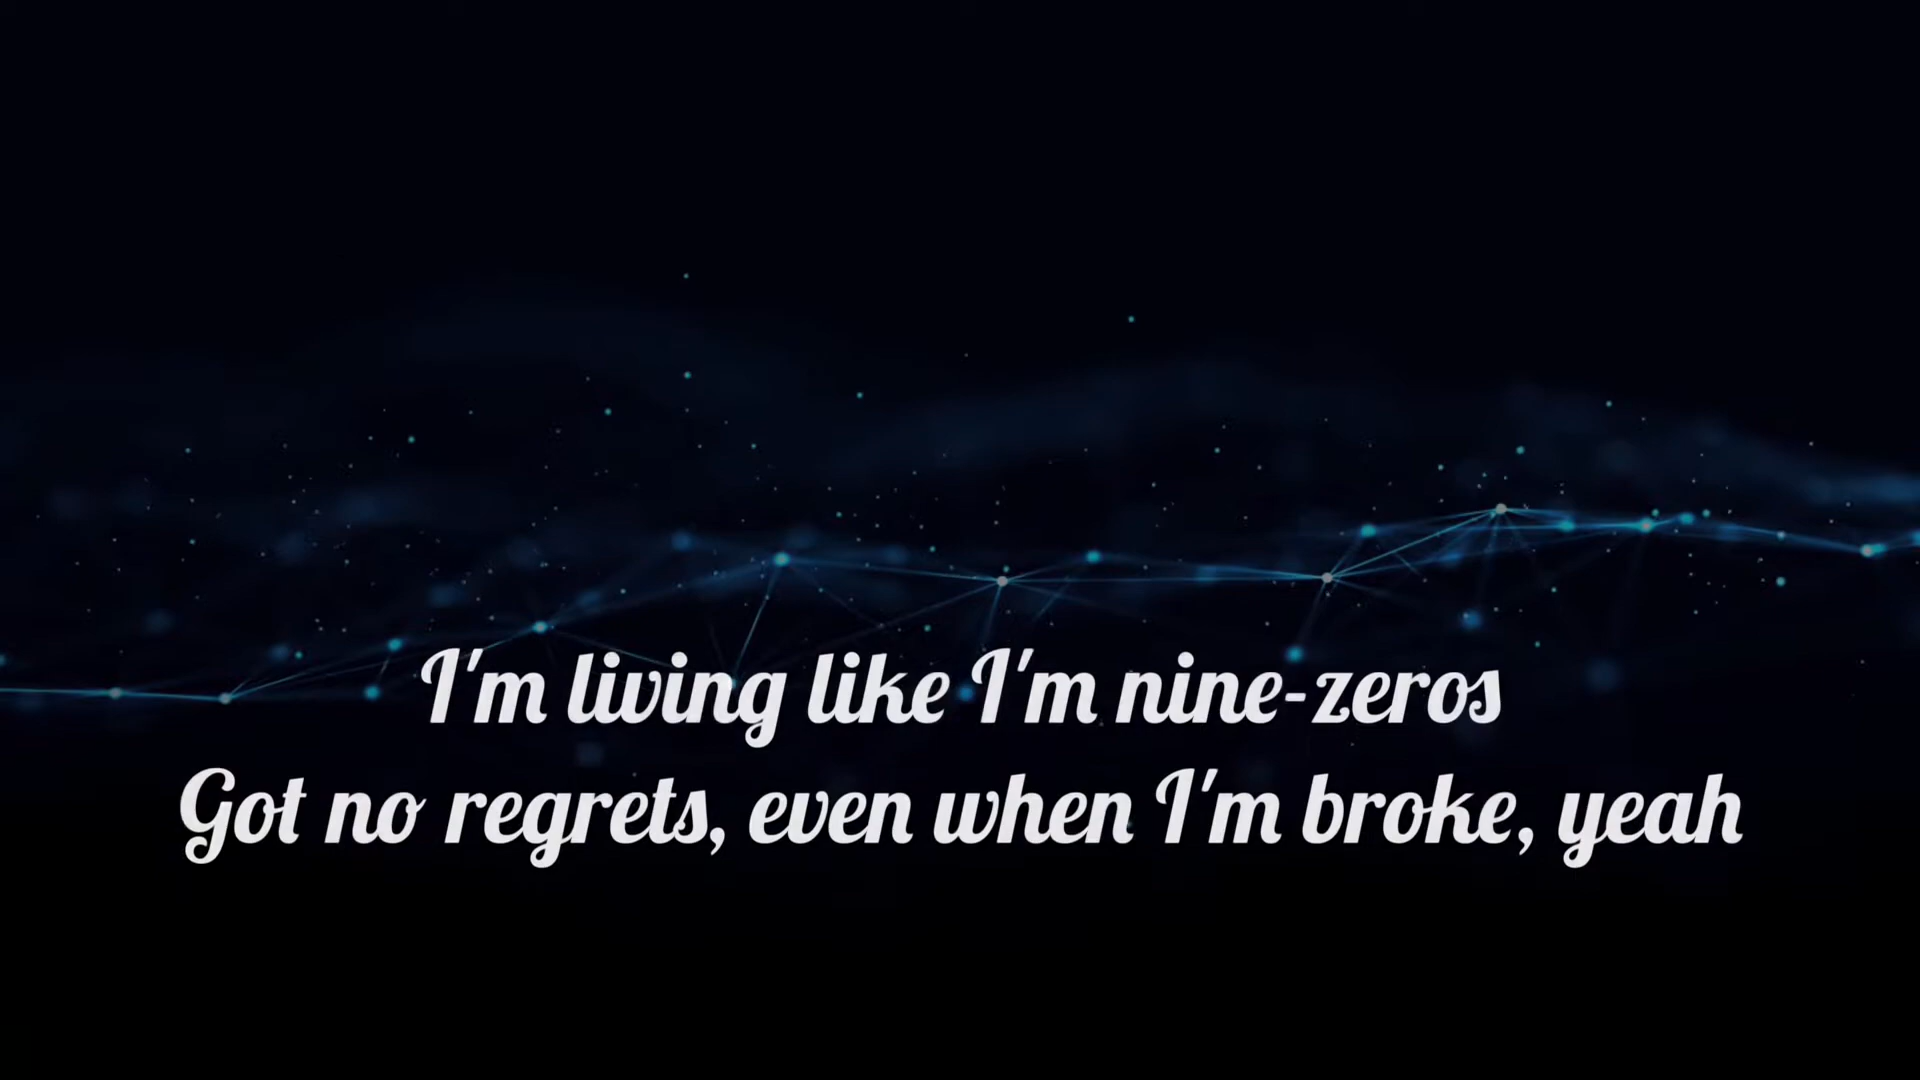 I'm living like I'm nine-zeros
Got no regrets, even when I'm broke, yeah